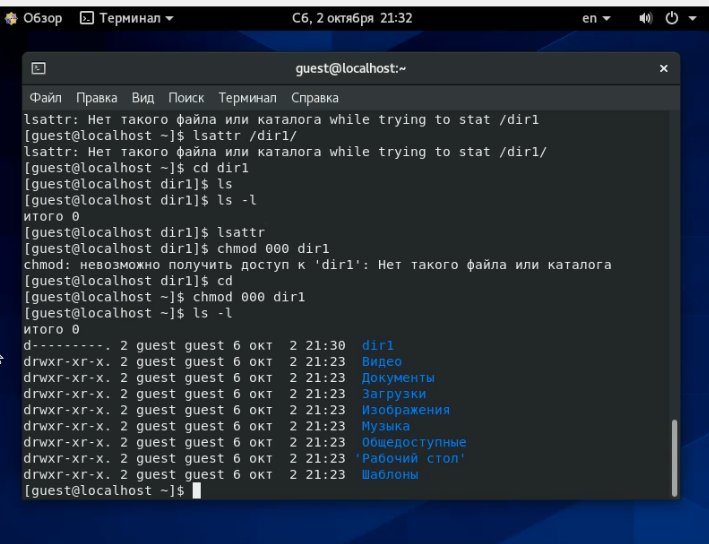 Обзор Терминал Сб, 2 октября 21:32 en
guest@localhost:~ ×
Файл Правка Вид Поиск Терминал Справка
lsattr: Нет такого файла или каталога while trying to stat /dir1
[guest@localhost ~]$ lsattr /dir1/
lsattr: Нет такого файла или каталога while trying to stat /dir1/
[guest@localhost ~]$ cd dir1
[guest@localhost dir1]$ ls
[guest@localhost dir1]$ ls -l
итого 0
[guest@localhost dir1]$ lsattr
[guest@localhost dir1]$ chmod 000 dir1
chmod: невозможно получить доступ к 'dir1': Нет такого файла или каталога
[guest@localhost dir1]$ cd
[guest@localhost ~]$ chmod 000 dir1
[guest@localhost ~]$ ls -l
итого 0
d---------. 2 guest guest 6 окт  2 21:30  dir1
drwxr-xr-x. 2 guest guest 6 окт  2 21:23  Видео
drwxr-xr-x. 2 guest guest 6 окт  2 21:23  Документы
drwxr-xr-x. 2 guest guest 6 окт  2 21:23  Загрузки
drwxr-xr-x. 2 guest guest 6 окт  2 21:23  Изображения
drwxr-xr-x. 2 guest guest 6 окт  2 21:23  Музыка
drwxr-xr-x. 2 guest guest 6 окт  2 21:23  Общедоступные
drwxr-xr-x. 2 guest guest 6 окт  2 21:23 'Рабочий стол'
drwxr-xr-x. 2 guest guest 6 окт  2 21:23  Шаблоны
[guest@localhost ~]$